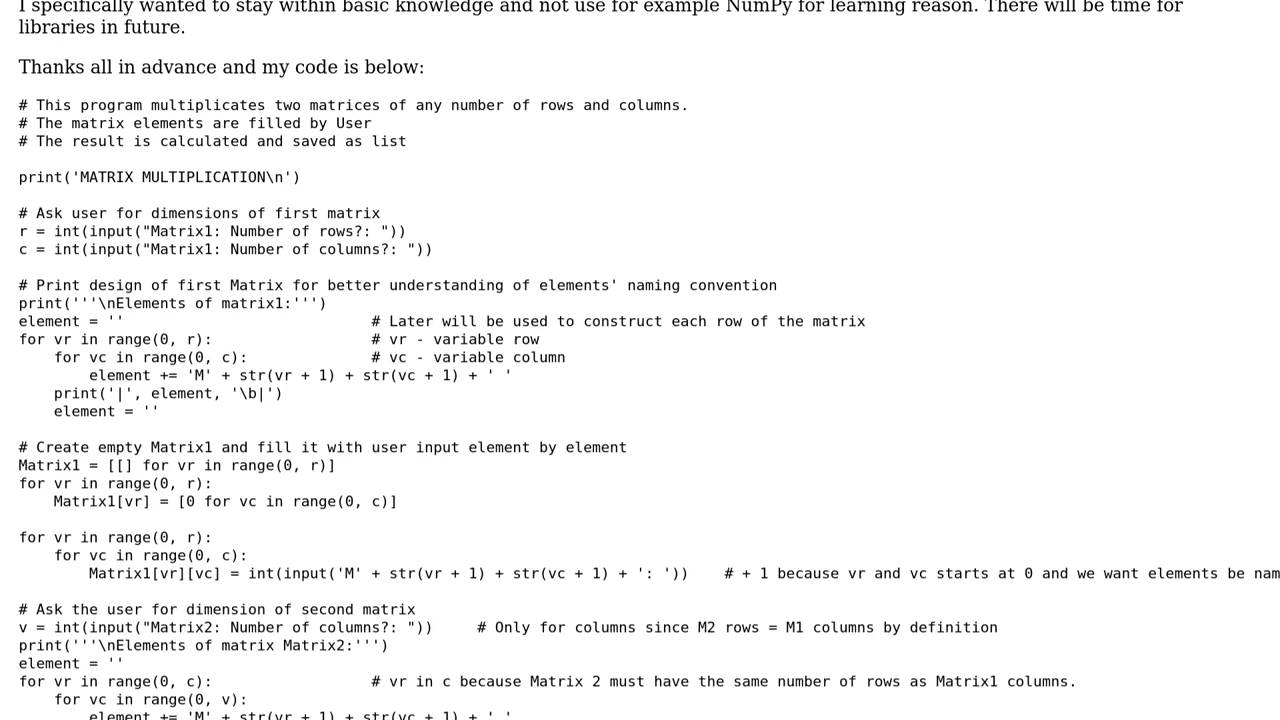 I specifically wanted to stay within basic knowledge and not use for example NumPy for learning reason. There will be time for
libraries in future.
Thanks all in advance and my code is below:
# This program multiplicates two matrices of any number of rows and columns.
# The matrix elements are filled by User
# The result is calculated and saved as list
print('MATRIX MULTIPLICATION\n')
# Ask user for dimensions of first matrix
r = int(input("Matrix1: Number of rows?: "))
c = int(input("Matrix1: Number of columns?: "))
# Print design of first Matrix for better understanding of elements' naming convention
print('''\nElements of matrix1:''')
element = ''                            # Later will be used to construct each row of the matrix
for vr in range(0, r):                  # vr - variable row
    for vc in range(0, c):              # vc - variable column
        element += 'M' + str(vr + 1) + str(vc + 1) + ' '
    print('|', element, '\b|')
    element = ''
# Create empty Matrix1 and fill it with user input element by element
Matrix1 = [[] for vr in range(0, r)]
for vr in range(0, r):
    Matrix1[vr] = [0 for vc in range(0, c)]
for vr in range(0, r):
    for vc in range(0, c):
        Matrix1[vr][vc] = int(input('M' + str(vr + 1) + str(vc + 1) + ': '))    # + 1 because vr and vc starts at 0 and we want elements be nam
# Ask the user for dimension of second matrix
v = int(input("Matrix2: Number of columns?: "))     # Only for columns since M2 rows = M1 columns by definition
print('''\nElements of matrix Matrix2:''')
element = ''
for vr in range(0, c):                  # vr in c because Matrix 2 must have the same number of rows as Matrix1 columns.
    for vc in range(0, v):
        element += 'M' + str(vr + 1) + str(vc + 1) + ' '